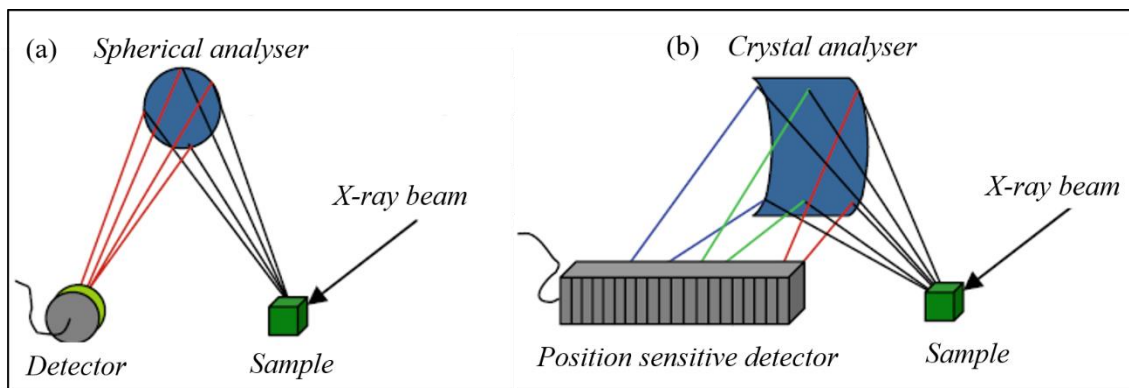 (a)
Spherical analyser
X-ray beam
Detector
Sample
(b)
Crystal analyser
X-ray beam
Position sensitive detector
Sample